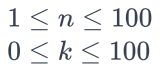 1 ≤ n ≤ 100
0 ≤ k ≤ 100